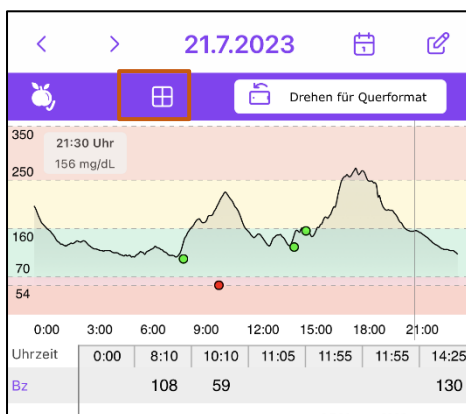 21.7.2023
Drehen für Querformat
350
21:30 Uhr
156 mg/dL
250
160
70
54
0:00 3:00 6:00 9:00 12:00 15:00 18:00 21:00
Uhrzeit 0:00 8:10 10:10 11:05 11:55 11:55 14:25
Bz 108 59 130